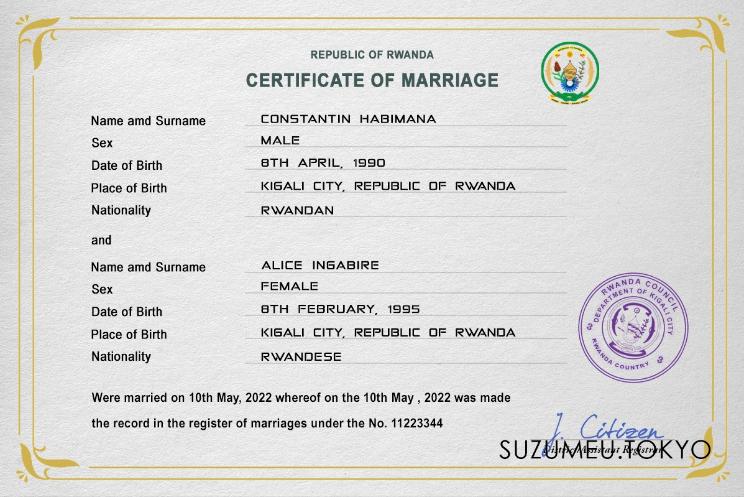 REPUBLIC OF RWANDA
CERTIFICATE OF MARRIAGE
Name amd Surname CONSTANTIN HABIMANA
Sex MALE
Date of Birth 8TH APRIL, 1990
Place of Birth KIGALI CITY, REPUBLIC OF RWANDA
Nationality RWANDAN
and
Name amd Surname ALICE INGABIRE
Sex FEMALE
Date of Birth 8TH FEBRUARY, 1995
Place of Birth KIGALI CITY, REPUBLIC OF RWANDA
Nationality RWANDESE
RWANDA COUNCIL
DEPARTMENT OF KIGALI CITY
RWANDA COUNTRY
Were married on 10th May, 2022 whereof on the 10th May , 2022 was made
the record in the register of marriages under the No. 11223344
J. Citizen
District Assistant Registrar
SUZUMEU.TOKYO